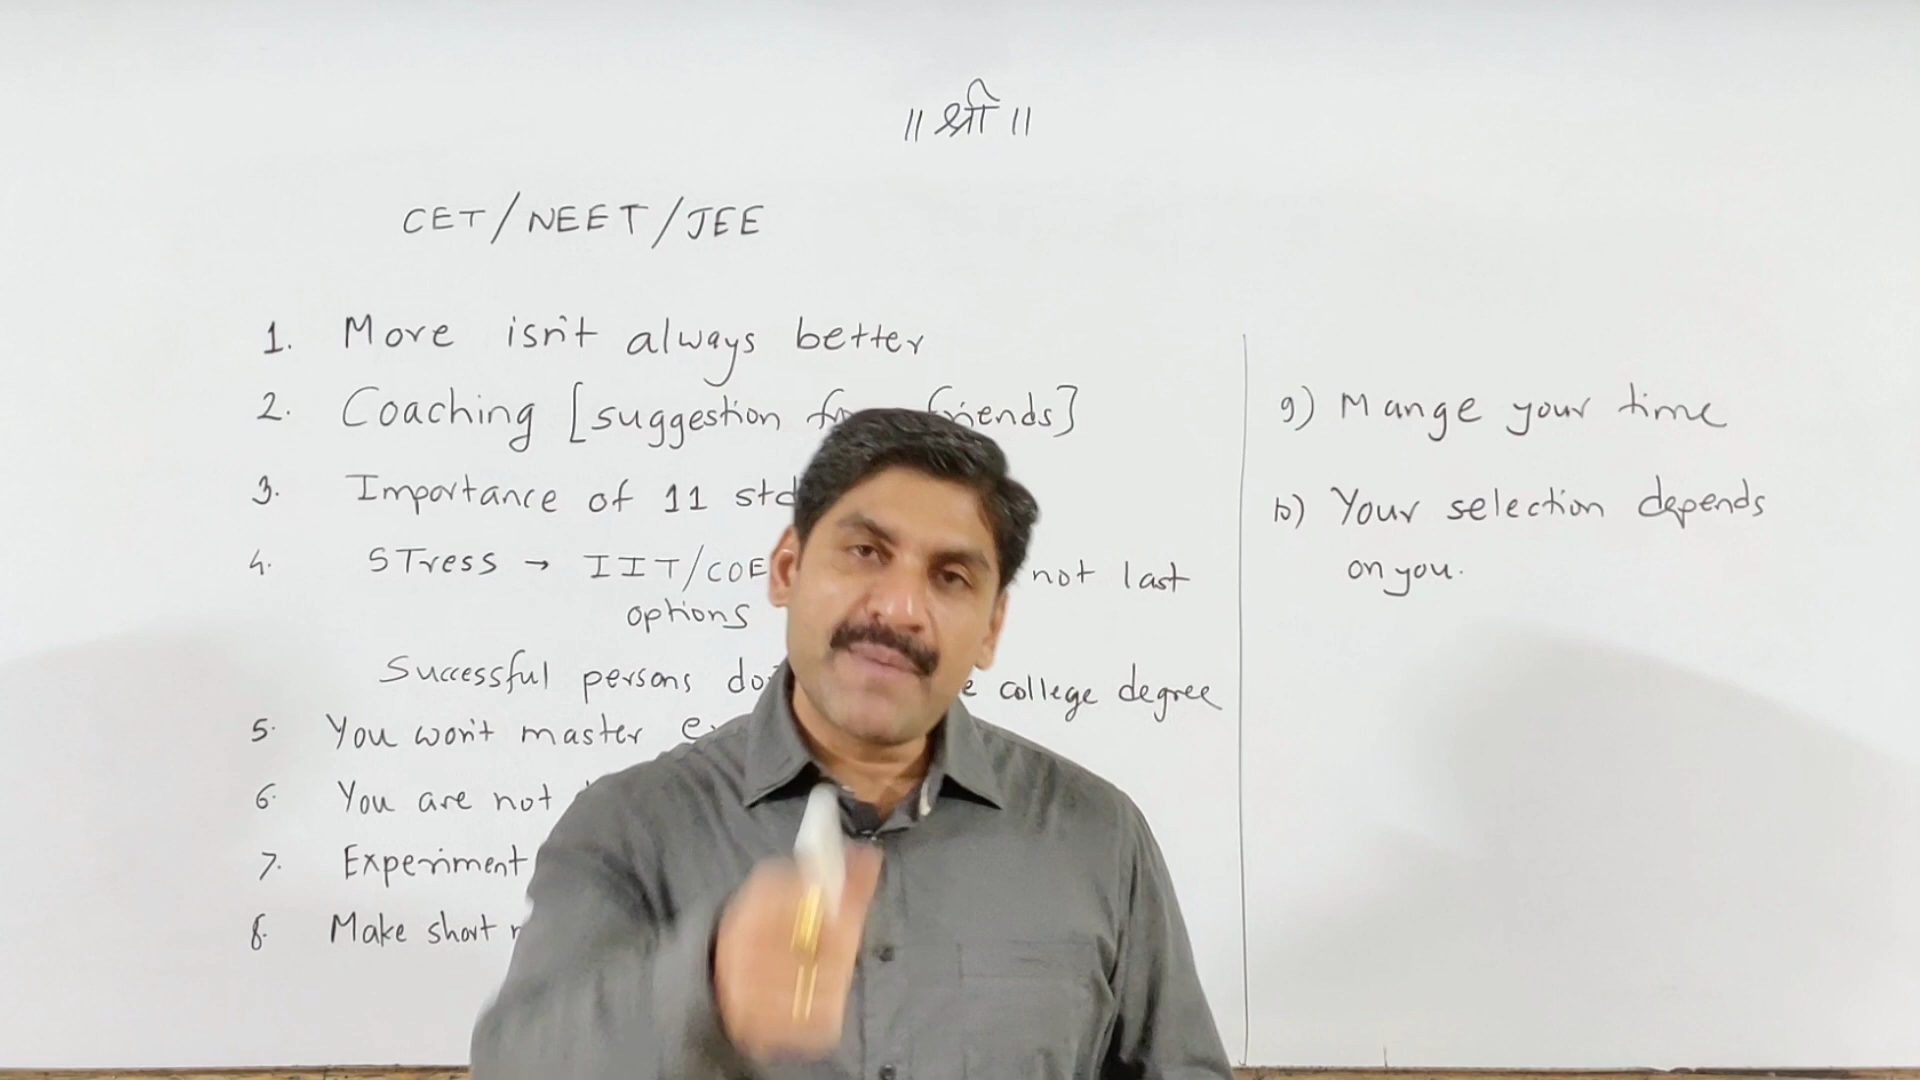 ॥ श्री ॥
CET/NEET/JEE
1. More isn't always better
2. Coaching [suggestion friends]
3. Importance of 11 std
4. STress → IIT/COE not last
options
Successful persons college degree
5. You won't master
6. You are not
7. Experiment
8. Make short
9) Mange your time
10) Your selection depends
on you.